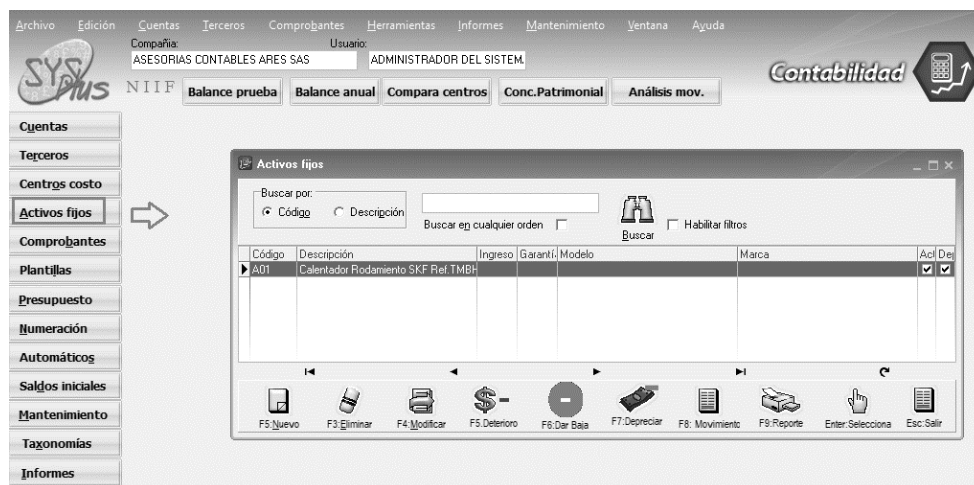 Archivo Edición Cuentas Terceros Comprobantes Herramientas Informes Mantenimiento Ventana Ayuda
Compañia: Usuario:
ASESORIAS CONTABLES ARES SAS ADMINISTRADOR DEL SISTEM.
SYS Plus
NIIF Balance prueba Balance anual Compara centros Conc.Patrimonial Análisis mov.
Contabilidad
Cuentas
Terceros
Centros costo
Activos fijos
Comprobantes
Plantillas
Presupuesto
Numeración
Automáticos
Saldos iniciales
Mantenimiento
Taxonomías
Informes
Activos fijos
Buscar por:
Código Descripción
Buscar en cualquier orden
Buscar
Habilitar filtros
Código Descripción Ingreso Garantí. Modelo Marca Act Dep
A01 Calentador Rodamiento SKF Ref.TMBH
F5:Nuevo F3:Eliminar F4:Modificar F5.Deterioro F6:Dar Baja F7:Depreciar F8: Movimiento F9:Reporte Enter:Selecciona Esc:Salir